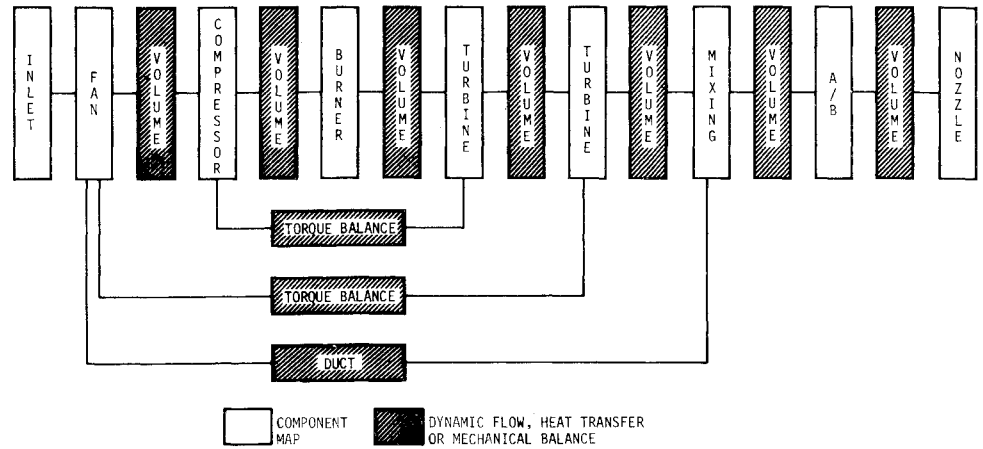 INLET
FAN
VOLUME
COMPRESSOR
VOLUME
BURNER
VOLUME
TURBINE
VOLUME
TURBINE
VOLUME
MIXING
VOLUME
A/B
VOLUME
NOZZLE
TORQUE BALANCE
TORQUE BALANCE
DUCT
COMPONENT
MAP
DYNAMIC FLOW, HEAT TRANSFER
OR MECHANICAL BALANCE